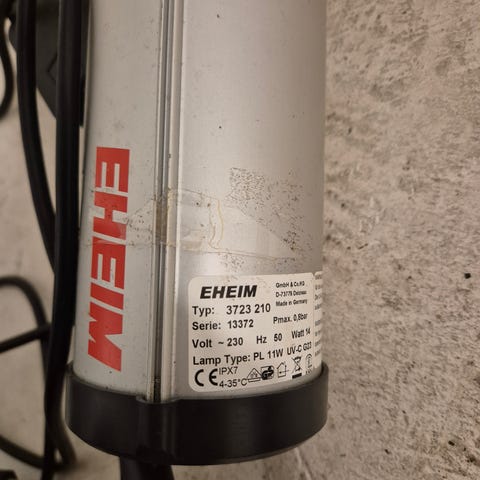 EHEIM
EHEIM GmbH & Co.KG
D-73779 Deizisau
Made in Germany
Typ: 3723 210
Serie: 13372 Pmax. 0,8bar
Volt ~ 230 Hz 50 Watt 14
Lamp Type: PL 11W UV-C G23
CE IPX7
4-35°C